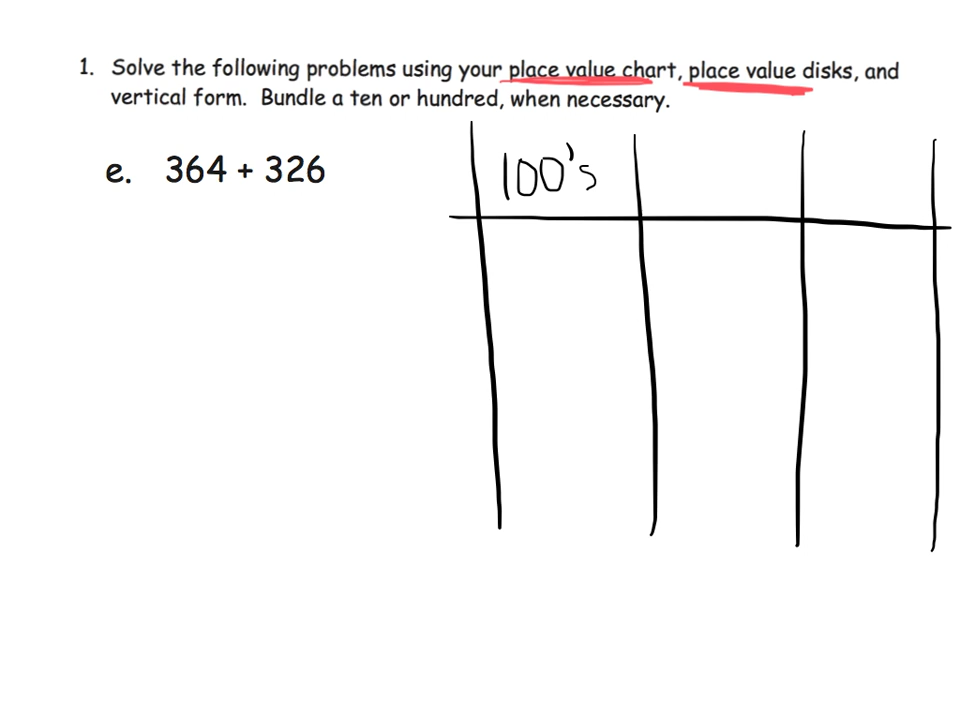 1. Solve the following problems using your place value chart, place value disks, and
vertical form. Bundle a ten or hundred, when necessary.
e. 364 + 326
100's